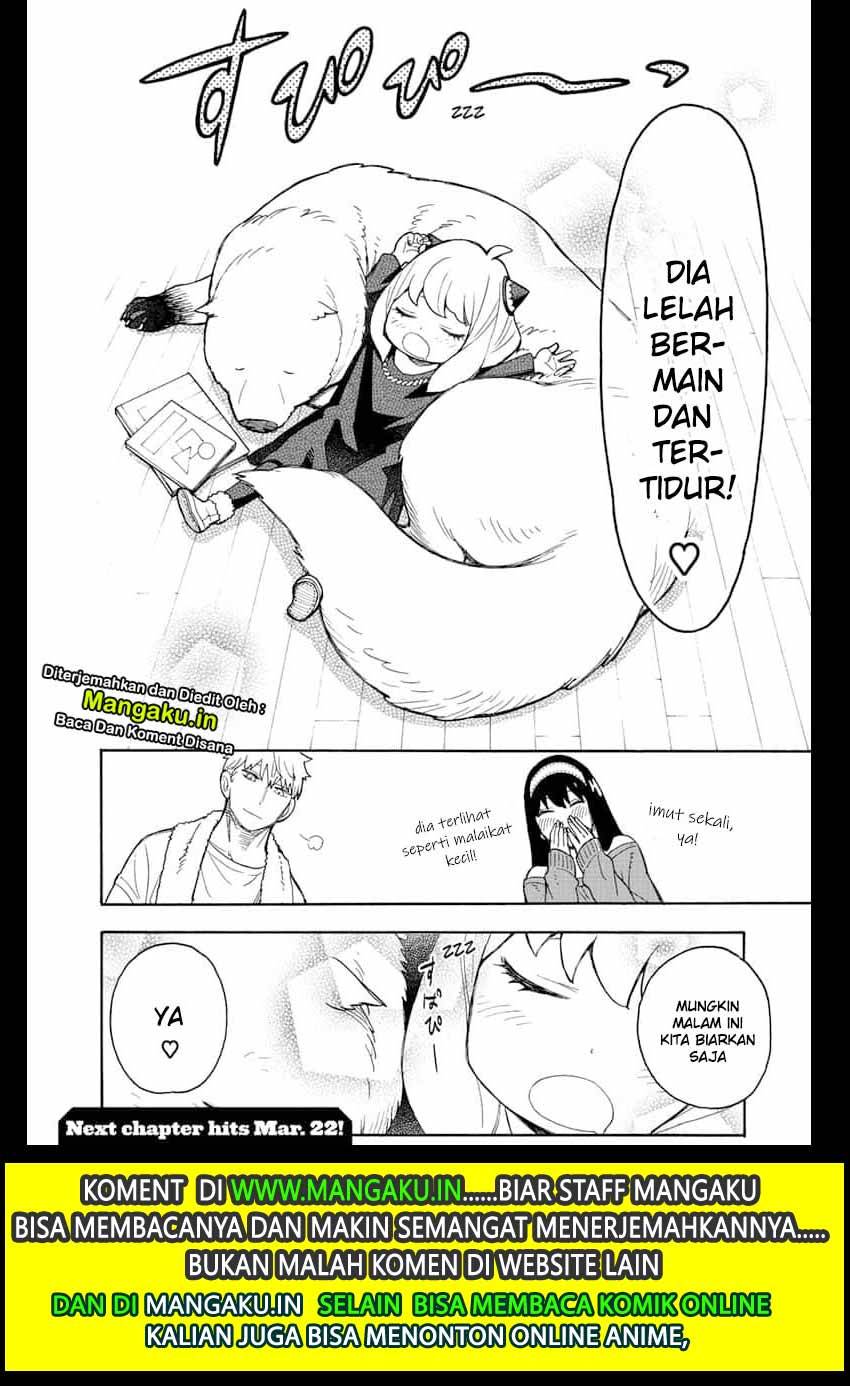 すぴぴ〜っ
zzz
DIA
LELAH
BER-
MAIN
DAN
TER-
TIDUR!
♡
Diterjemahkan dan Diedit Oleh :
Mangaku.in
Baca Dan Koment Disana
dia terlihat
seperti malaikat
kecil!
imut sekali,
ya!
YA
♡
zzz
すぴぴー
MUNGKIN
MALAM INI
KITA BIARKAN
SAJA
Next chapter hits Mar. 22!
KOMENT DI WWW.MANGAKU.IN......BIAR STAFF MANGAKU
BISA MEMBACANYA DAN MAKIN SEMANGAT MENERJEMAHKANNYA.....
BUKAN MALAH KOMEN DI WEBSITE LAIN
DAN DI MANGAKU.IN SELAIN BISA MEMBACA KOMIK ONLINE
KALIAN JUGA BISA MENONTON ONLINE ANIME,